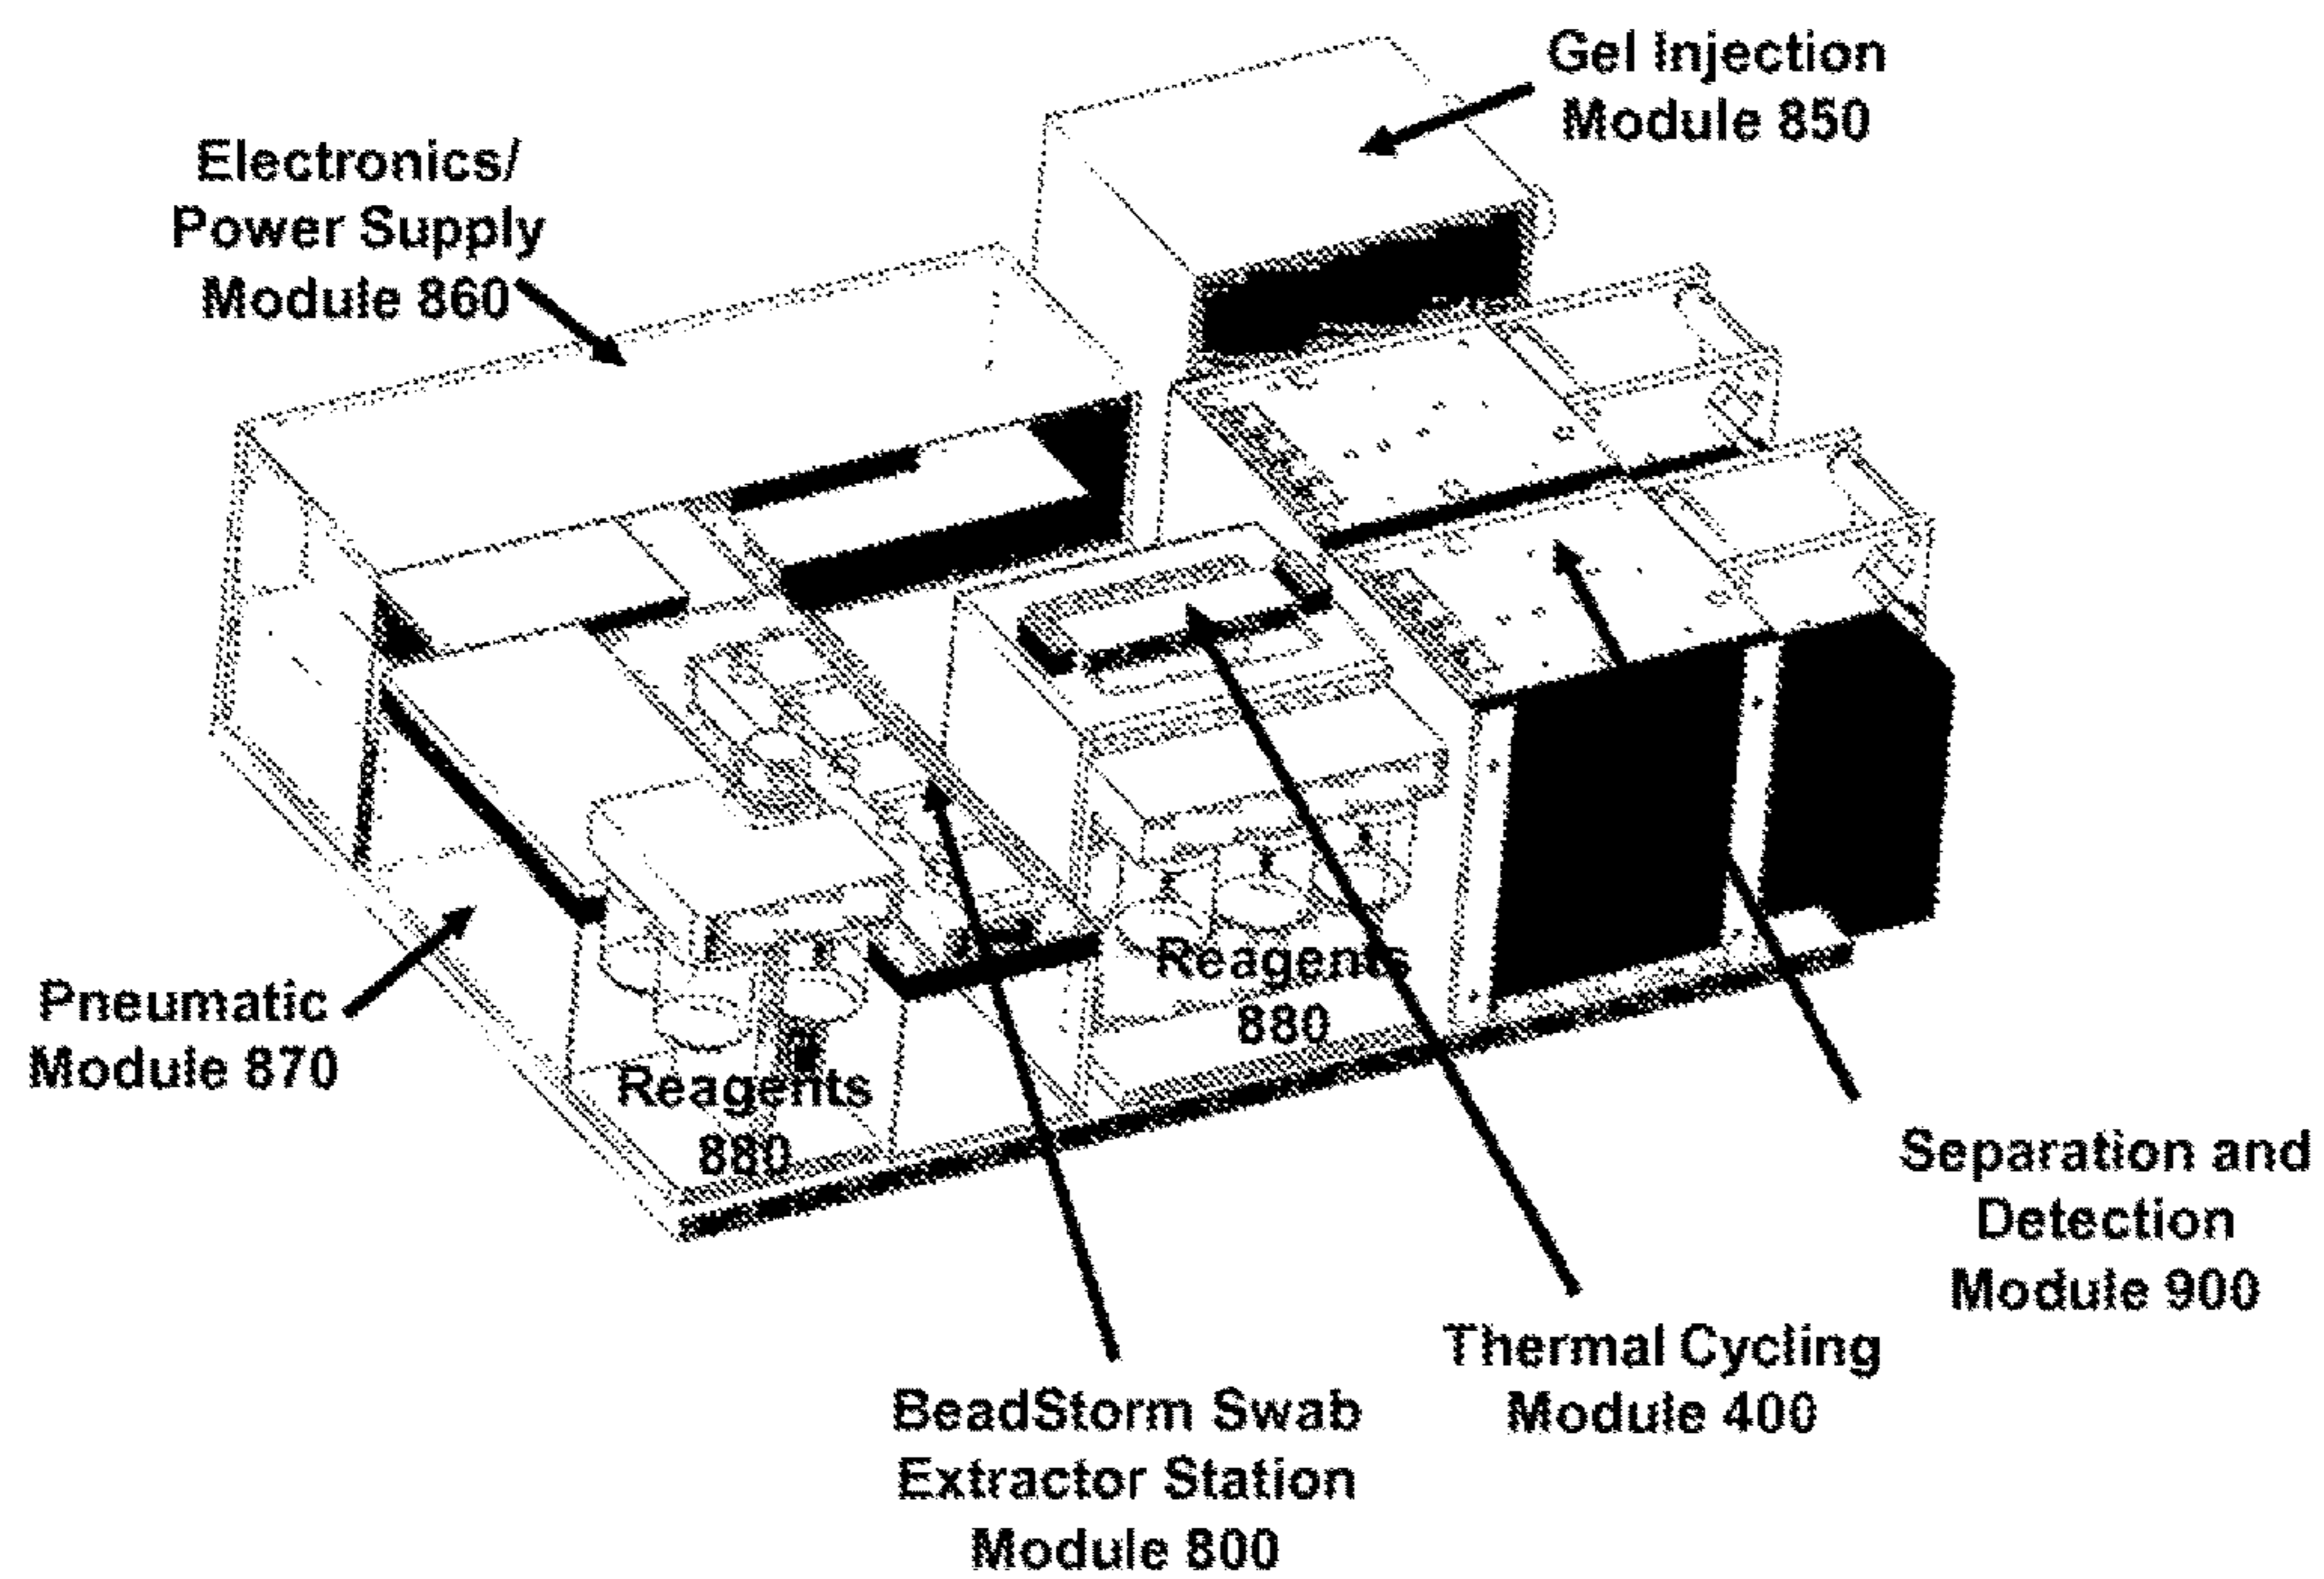 Gel Injection
Module 850
Electronics/
Power Supply
Module 860
Pneumatic
Module 870
Reagents
880
Reagents
880
Separation and
Detection
Module 900
Thermal Cycling
Module 400
BeadStorm Swab
Extractor Station
Module 800